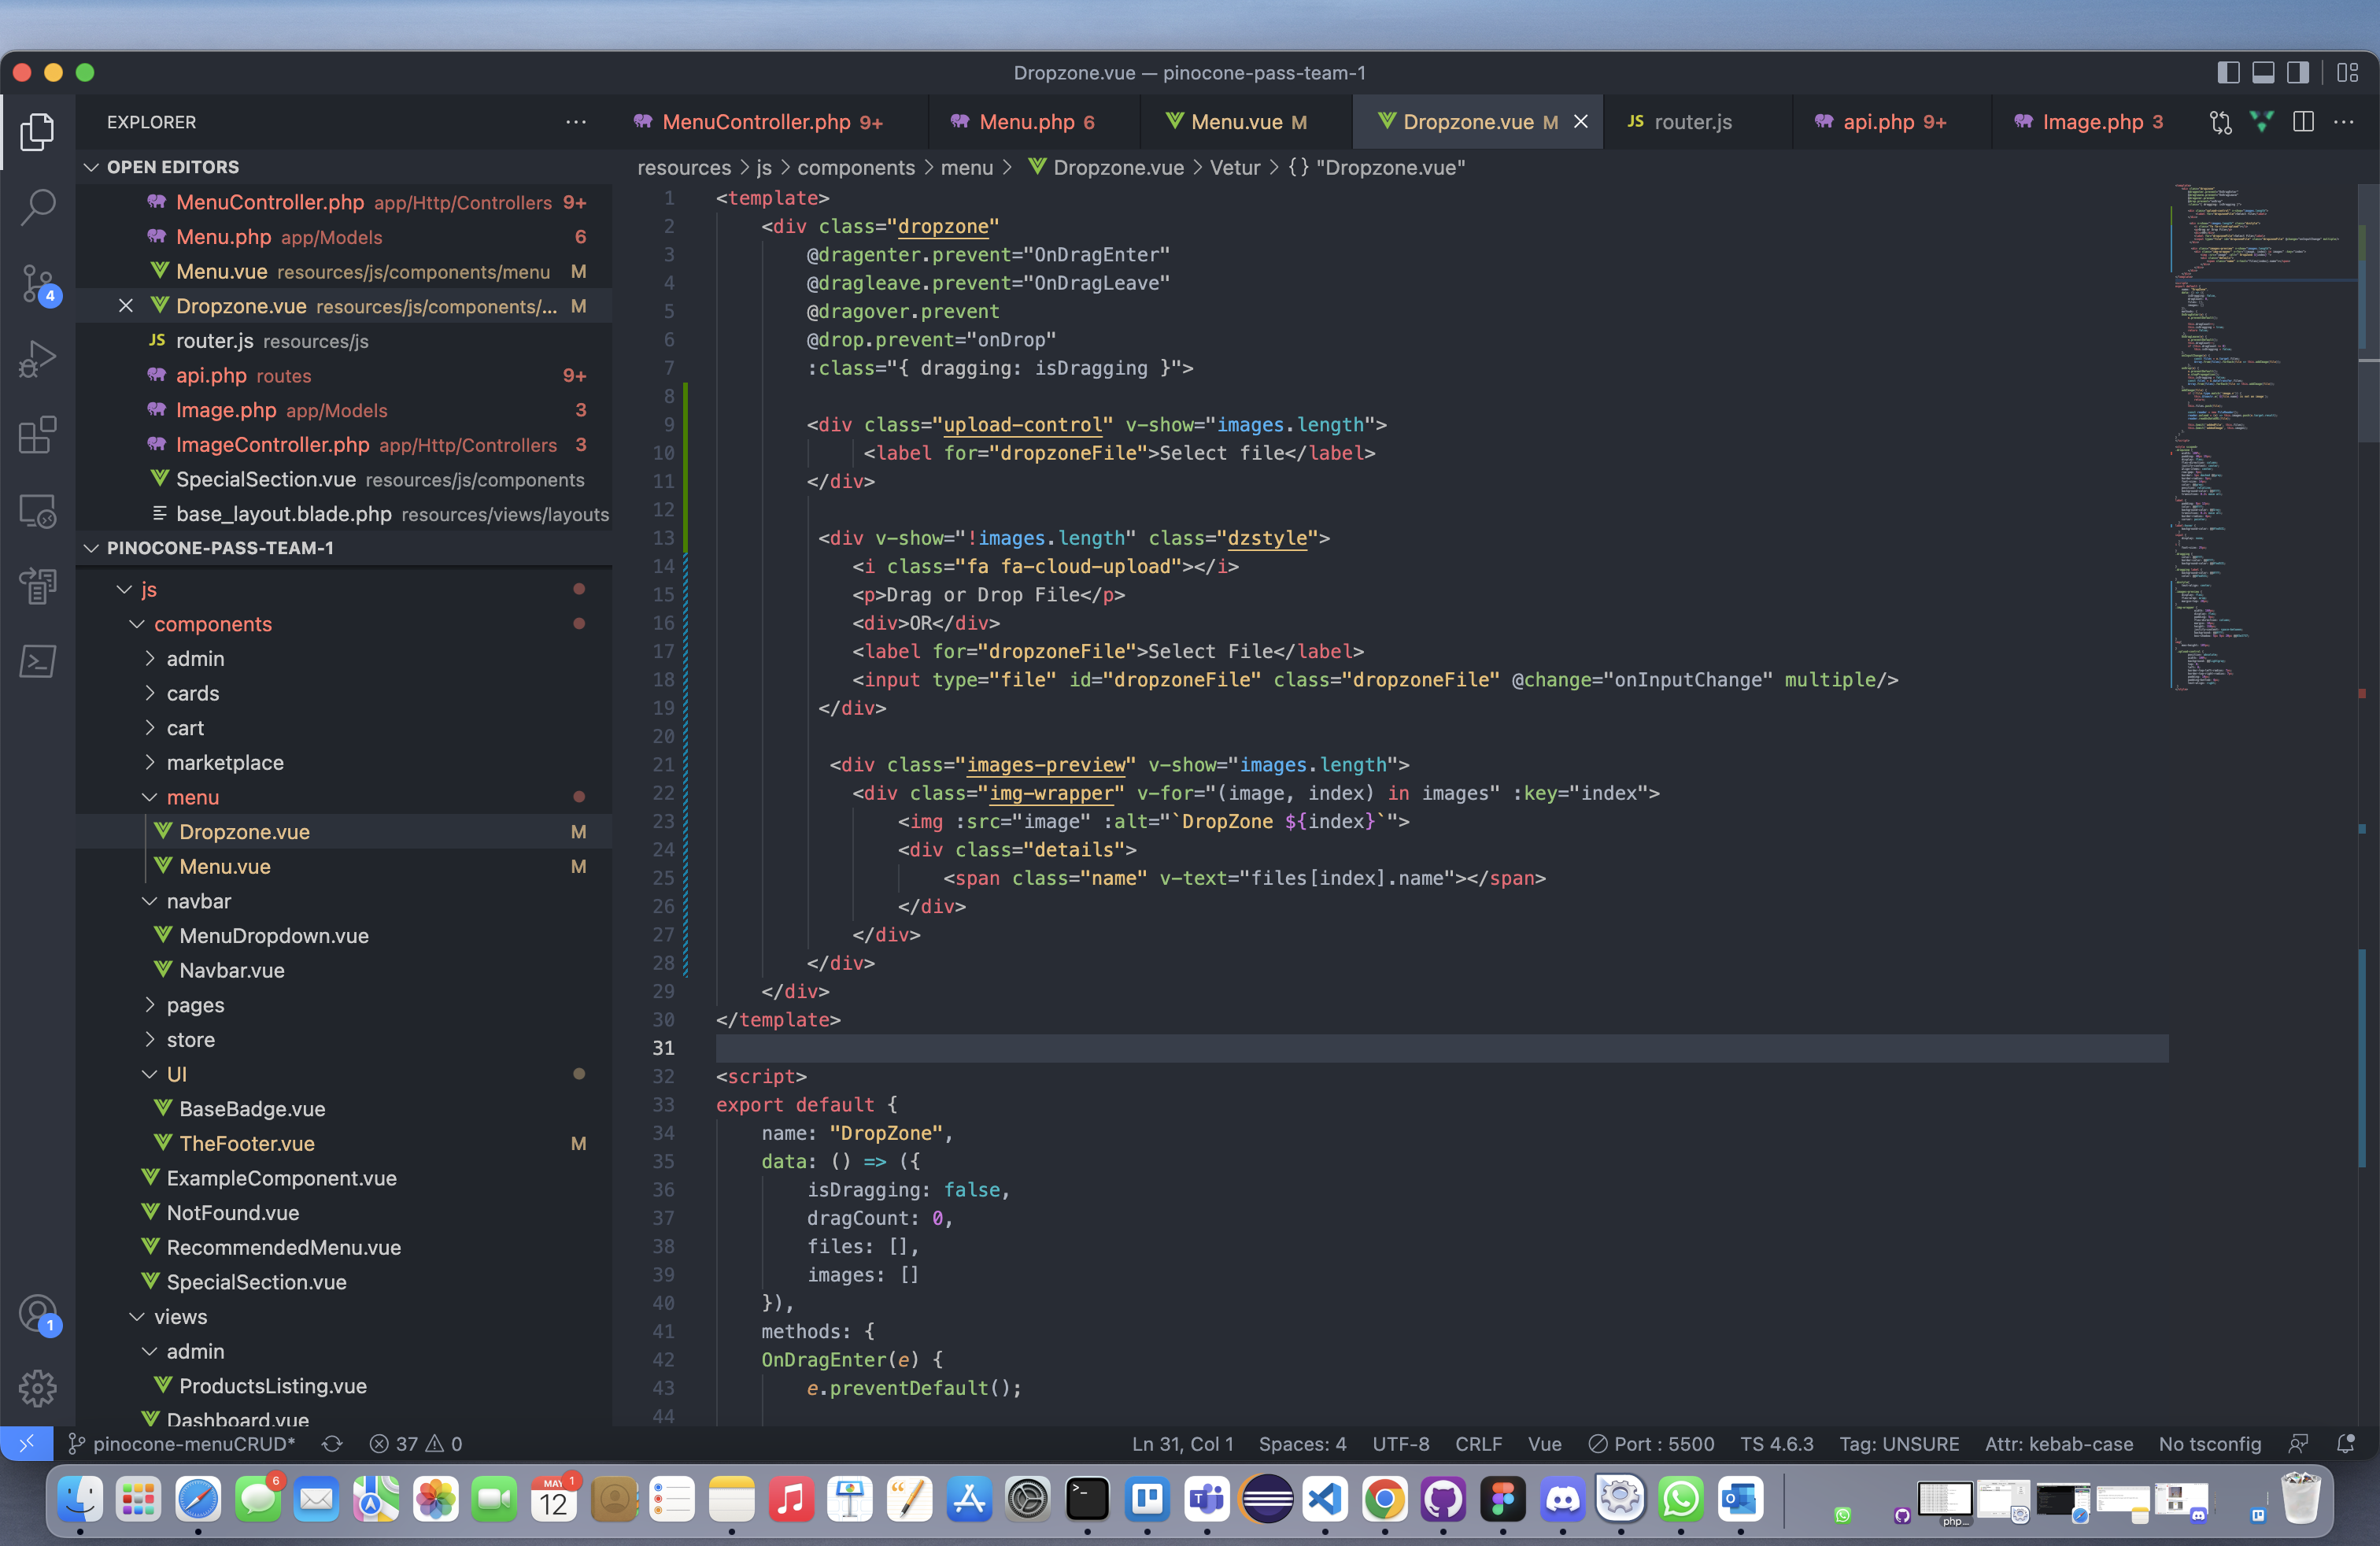 Dropzone.vue — pinocone-pass-team-1
EXPLORER
MenuController.php 9+
Menu.php 6
Menu.vue M
Dropzone.vue M
JS router.js
api.php 9+
Image.php 3
OPEN EDITORS
MenuController.php app/Http/Controllers 9+
Menu.php app/Models 6
Menu.vue resources/js/components/menu M
Dropzone.vue resources/js/components/... M
JS router.js resources/js
api.php routes 9+
Image.php app/Models 3
ImageController.php app/Http/Controllers 3
SpecialSection.vue resources/js/components
base_layout.blade.php resources/views/layouts
PINOCONE-PASS-TEAM-1
js
components
admin
cards
cart
marketplace
menu
Dropzone.vue M
Menu.vue M
navbar
MenuDropdown.vue
Navbar.vue
pages
store
UI
BaseBadge.vue
TheFooter.vue M
ExampleComponent.vue
NotFound.vue
RecommendedMenu.vue
SpecialSection.vue
views
admin
ProductsListing.vue
Dashboard.vue
4
1
resources > js > components > menu > Dropzone.vue > Vetur > {} "Dropzone.vue"
1 <template>
2 <div class="dropzone"
3 @dragenter.prevent="OnDragEnter"
4 @dragleave.prevent="OnDragLeave"
5 @dragover.prevent
6 @drop.prevent="onDrop"
7 :class="{ dragging: isDragging }">
8
9 <div class="upload-control" v-show="images.length">
10 <label for="dropzoneFile">Select file</label>
11 </div>
12
13 <div v-show="!images.length" class="dzstyle">
14 <i class="fa fa-cloud-upload"></i>
15 <p>Drag or Drop File</p>
16 <div>OR</div>
17 <label for="dropzoneFile">Select File</label>
18 <input type="file" id="dropzoneFile" class="dropzoneFile" @change="onInputChange" multiple/>
19 </div>
20
21 <div class="images-preview" v-show="images.length">
22 <div class="img-wrapper" v-for="(image, index) in images" :key="index">
23 <img :src="image" :alt="`DropZone ${index}`">
24 <div class="details">
25 <span class="name" v-text="files[index].name"></span>
26 </div>
27 </div>
28 </div>
29 </div>
30 </template>
31
32 <script>
33 export default {
34 name: "DropZone",
35 data: () => ({
36 isDragging: false,
37 dragCount: 0,
38 files: [],
39 images: []
40 }),
41 methods: {
42 OnDragEnter(e) {
43 e.preventDefault();
44
pinocone-menuCRUD* 37 0
Ln 31, Col 1 Spaces: 4 UTF-8 CRLF Vue Port : 5500 TS 4.6.3 Tag: UNSURE Attr: kebab-case No tsconfig
6
MAY 1
12
php...